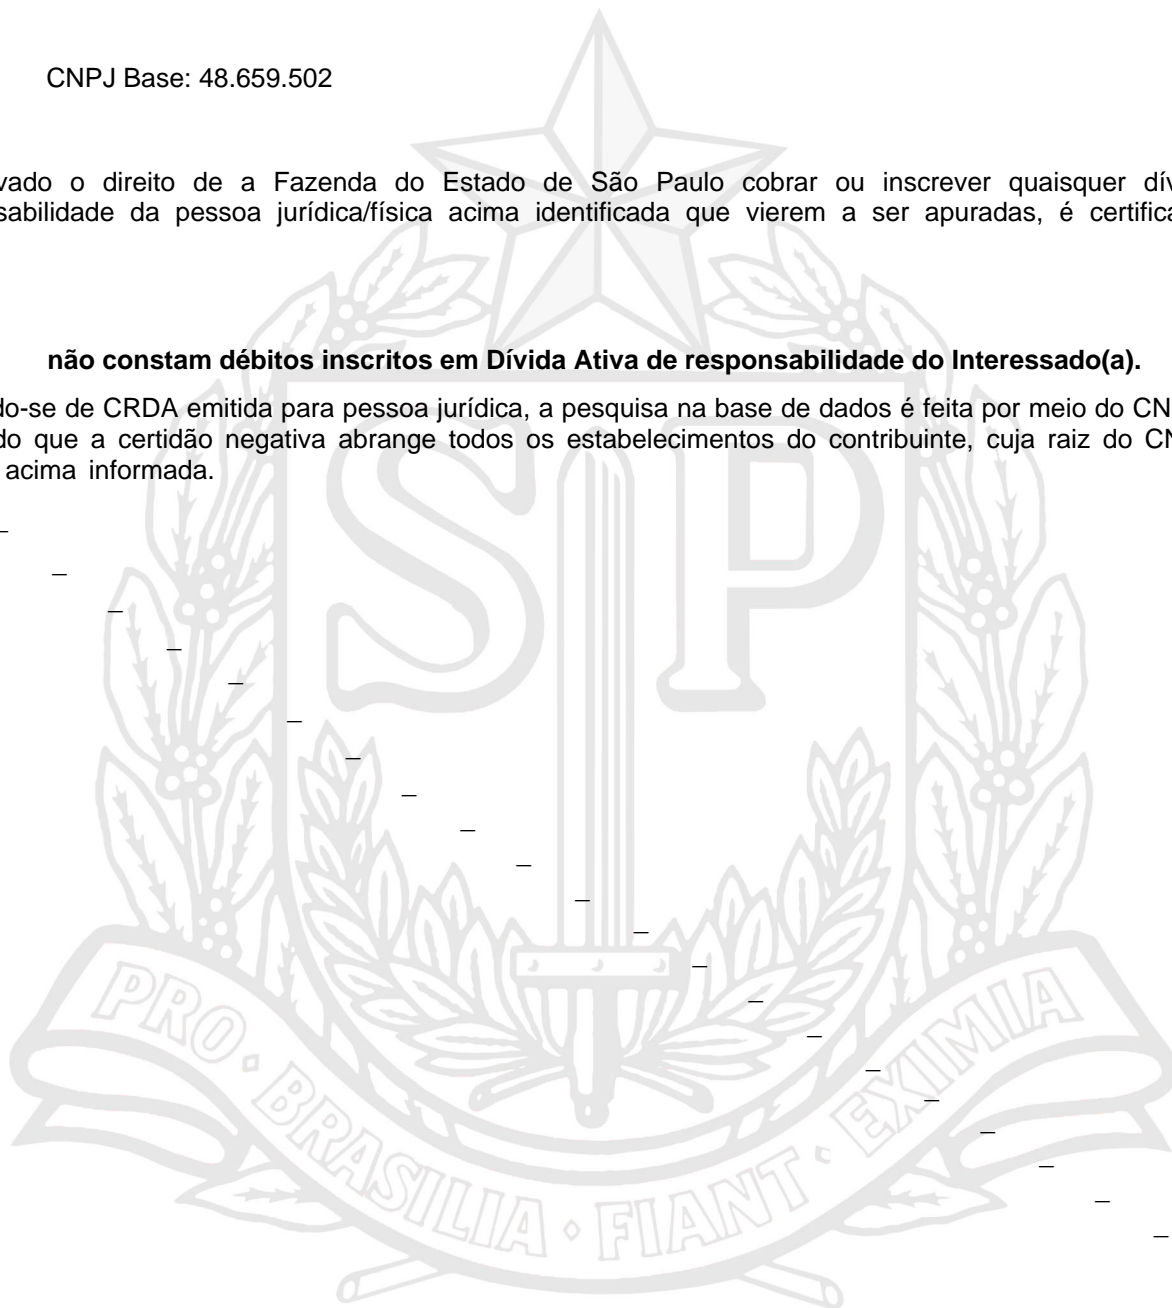 CNPJ Base: 48.659.502
vado o direito de a Fazenda do Estado de São Paulo cobrar ou inscrever quaisquer dív
sabilidade da pessoa jurídica/física acima identificada que vierem a ser apuradas, é certifica
não constam débitos inscritos em Dívida Ativa de responsabilidade do Interessado(a).
do-se de CRDA emitida para pessoa jurídica, a pesquisa na base de dados é feita por meio do CN
do que a certidão negativa abrange todos os estabelecimentos do contribuinte, cuja raiz do CN
acima informada.
SP
PRO • BRASILIA • FIANT • EXIMIA